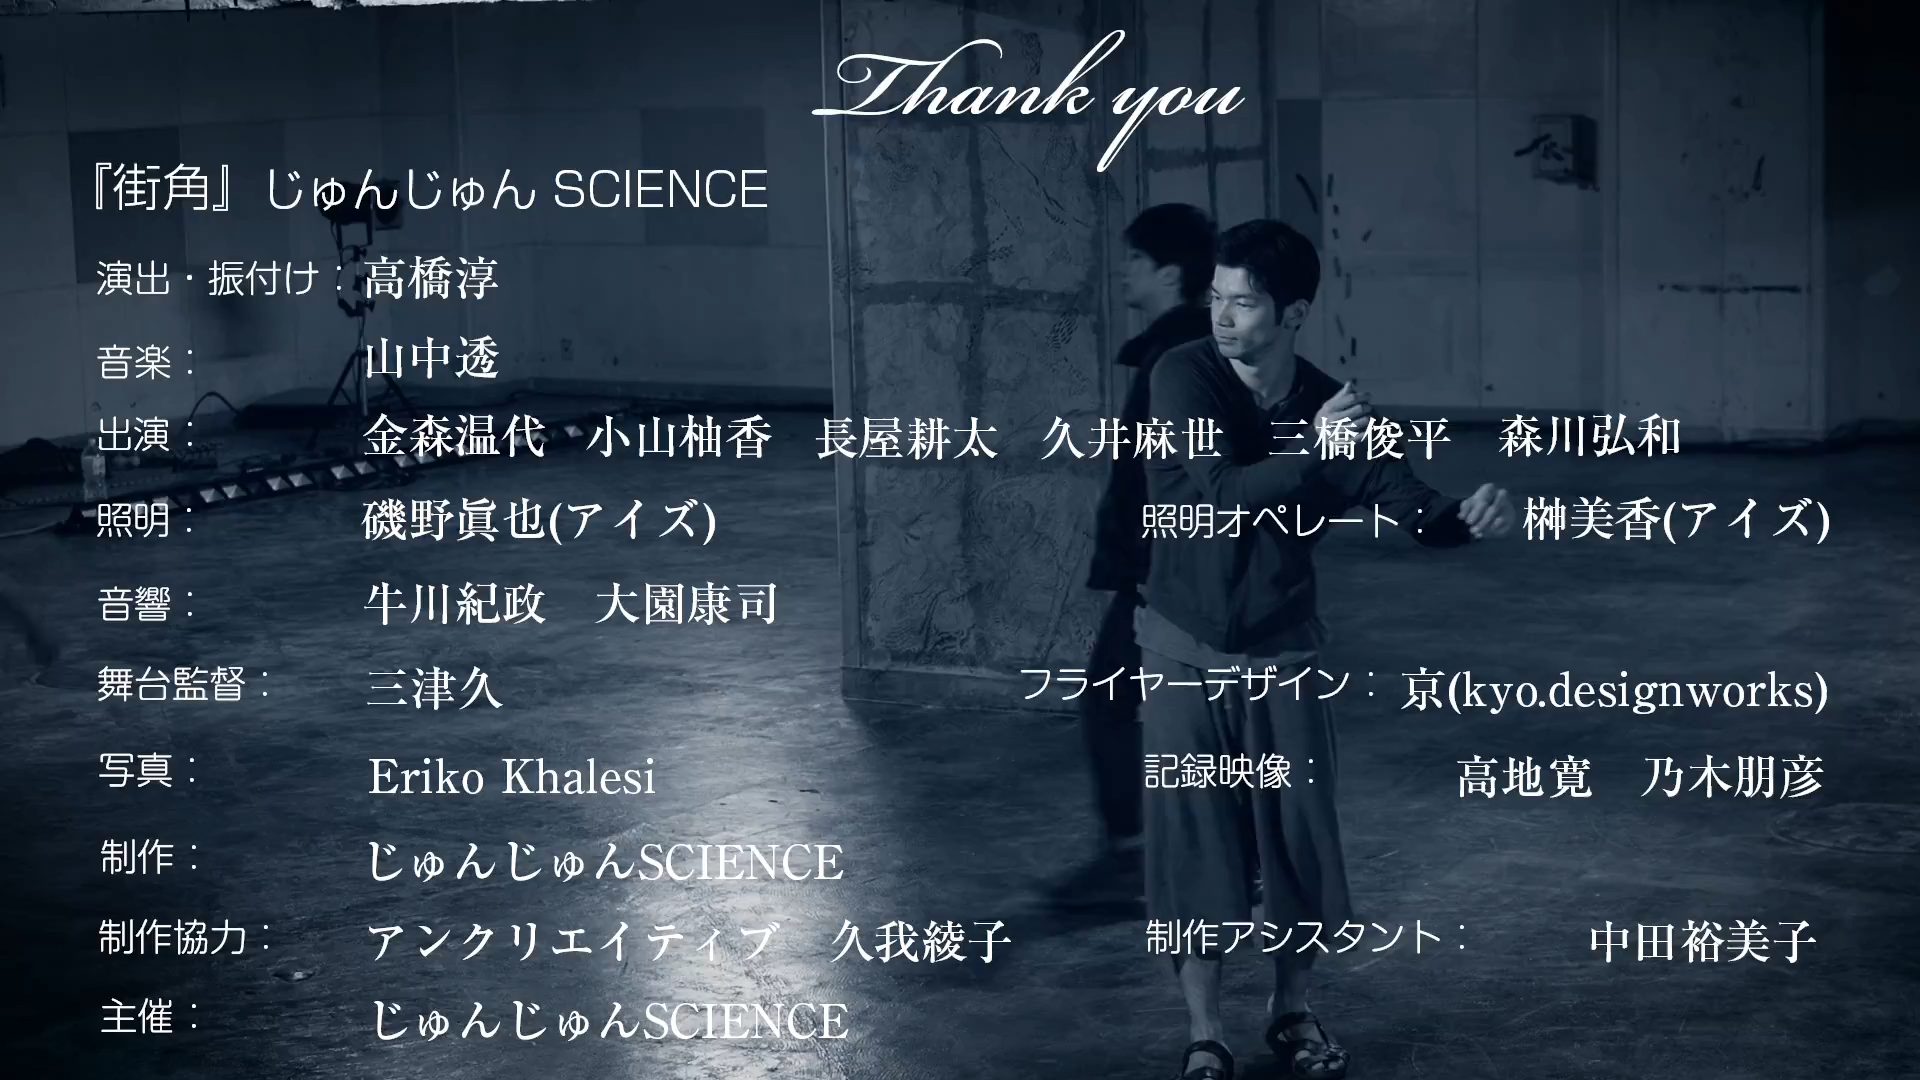 Thank you
『街角』じゅんじゅん SCIENCE
演出・振付け： 高橋淳
音楽： 山中透
出演： 金森温代 小山柚香 長屋耕太 久井麻世 三橋俊平 森川弘和
照明： 磯野眞也(アイズ) 照明オペレート： 榊美香(アイズ)
音響： 牛川紀政 大園康司
舞台監督： 三津久 フライヤーデザイン： 京(kyo.designworks)
写真： Eriko Khalesi 記録映像： 高地寛 乃木朋彦
制作： じゅんじゅんSCIENCE
制作協力： アンクリエイティブ 久我綾子 制作アシスタント： 中田裕美子
主催： じゅんじゅんSCIENCE